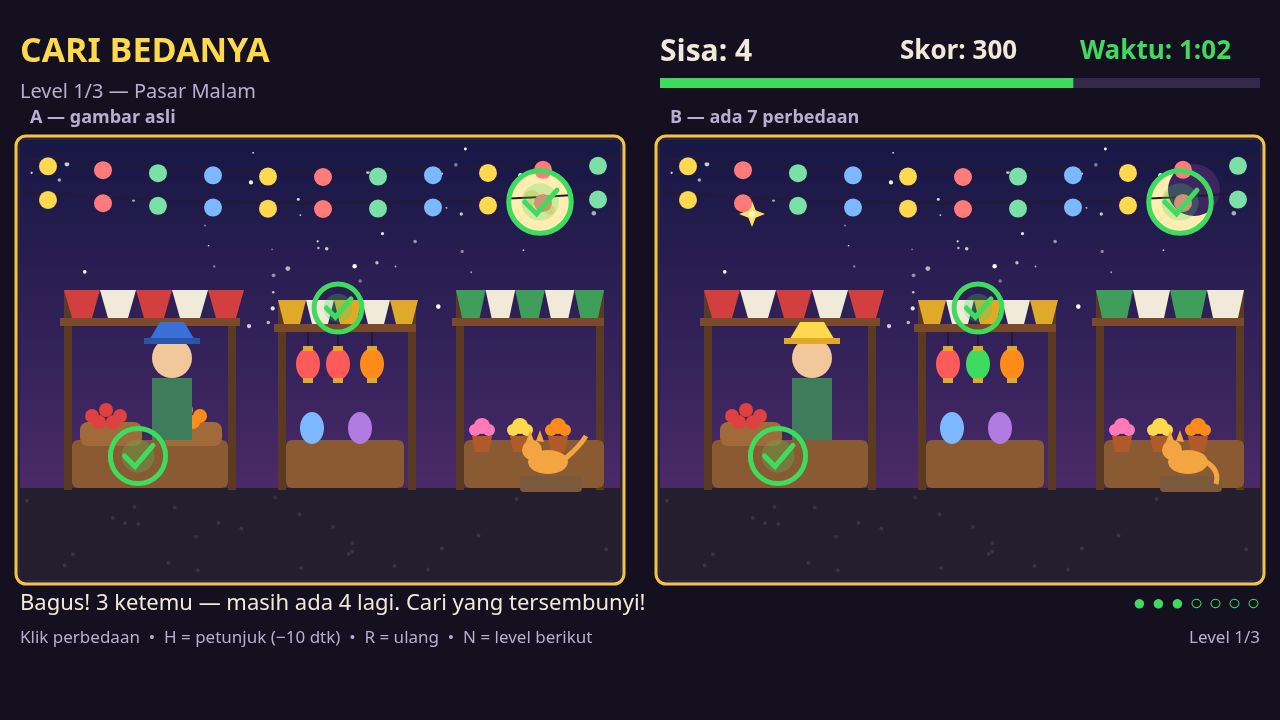 CARI BEDANYA
Sisa: 4
Skor: 300
Waktu: 1:02
Level 1/3 — Pasar Malam
A — gambar asli
B — ada 7 perbedaan
Bagus! 3 ketemu — masih ada 4 lagi. Cari yang tersembunyi!
Klik perbedaan • H = petunjuk (−10 dtk) • R = ulang • N = level berikut
Level 1/3